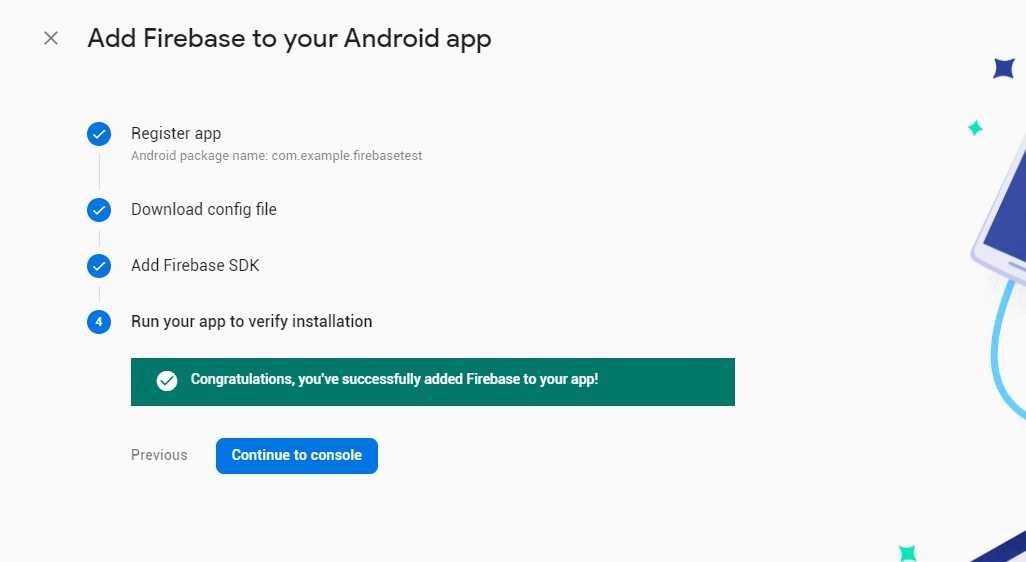 Add Firebase to your Android app
Register app
Android package name: com.example.firebasetest
Download config file
Add Firebase SDK
4
Run your app to verify installation
Congratulations, you've successfully added Firebase to your app!
Previous
Continue to console